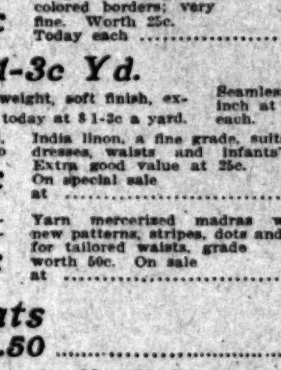 colored borders; very
fine. Worth 25c.
Today each
1-3c Yd.
weight, soft finish, ex-
today at 8 1-3c a yard.
Seamles
inch at
each.
India linon, a fine grade, suit
dresses, waists and infants'
Extra good value at 25c.
On special sale
at
Yarn mercerized madras w
new patterns, stripes, dots and
for tailored waists, grade
worth 50c. On sale
at
ats
.50